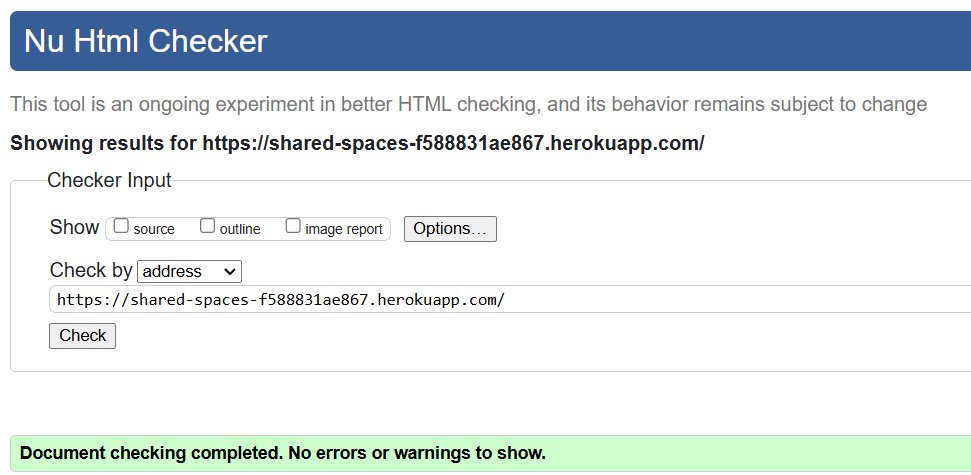 Nu Html Checker
This tool is an ongoing experiment in better HTML checking, and its behavior remains subject to change
Showing results for https://shared-spaces-f588831ae867.herokuapp.com/
Checker Input
Show source outline image report Options...
Check by address
https://shared-spaces-f588831ae867.herokuapp.com/
Check
Document checking completed. No errors or warnings to show.